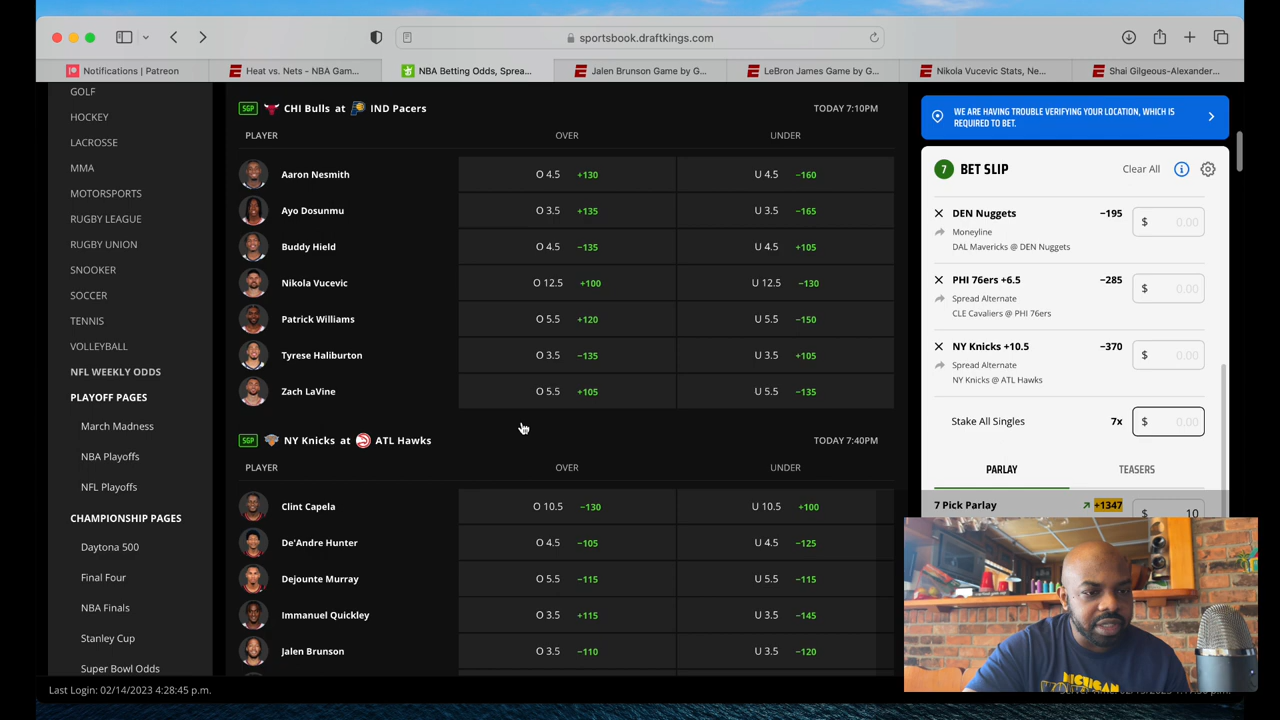 sportsbook.draftkings.com
Notifications | Patreon
Heat vs. Nets - NBA Gam...
NBA Betting Odds, Sprea...
Jalen Brunson Game by G...
LeBron James Game by Ga...
Nikola Vucevic Stats, Ne...
Shai Gilgeous-Alexander...
GOLF
HOCKEY
LACROSSE
MMA
MOTORSPORTS
RUGBY LEAGUE
RUGBY UNION
SNOOKER
SOCCER
TENNIS
VOLLEYBALL
NFL WEEKLY ODDS
PLAYOFF PAGES
March Madness
NBA Playoffs
NFL Playoffs
CHAMPIONSHIP PAGES
Daytona 500
Final Four
NBA Finals
Stanley Cup
Super Bowl Odds
SGP CHI Bulls at IND Pacers TODAY 7:10PM
PLAYER OVER UNDER
Aaron Nesmith O 4.5 +130 U 4.5 −160
Ayo Dosunmu O 3.5 +135 U 3.5 −165
Buddy Hield O 4.5 −135 U 4.5 +105
Nikola Vucevic O 12.5 +100 U 12.5 −130
Patrick Williams O 5.5 +120 U 5.5 −150
Tyrese Haliburton O 3.5 −135 U 3.5 +105
Zach LaVine O 5.5 +105 U 5.5 −135
SGP NY Knicks at ATL Hawks TODAY 7:40PM
PLAYER OVER UNDER
Clint Capela O 10.5 −130 U 10.5 +100
De'Andre Hunter O 4.5 −105 U 4.5 −125
Dejounte Murray O 5.5 −115 U 5.5 −115
Immanuel Quickley O 3.5 +115 U 3.5 −145
Jalen Brunson O 3.5 −110 U 3.5 −120
WE ARE HAVING TROUBLE VERIFYING YOUR LOCATION, WHICH IS
REQUIRED TO BET.
7 BET SLIP Clear All
DEN Nuggets −195 $ 0.00
Moneyline
DAL Mavericks @ DEN Nuggets
PHI 76ers +6.5 −285 $ 0.00
Spread Alternate
CLE Cavaliers @ PHI 76ers
NY Knicks +10.5 −370 $ 0.00
Spread Alternate
NY Knicks @ ATL Hawks
Stake All Singles 7x $ 0.00
PARLAY TEASERS
7 Pick Parlay +1347 $ 10
Last Login: 02/14/2023 4:28:45 p.m.